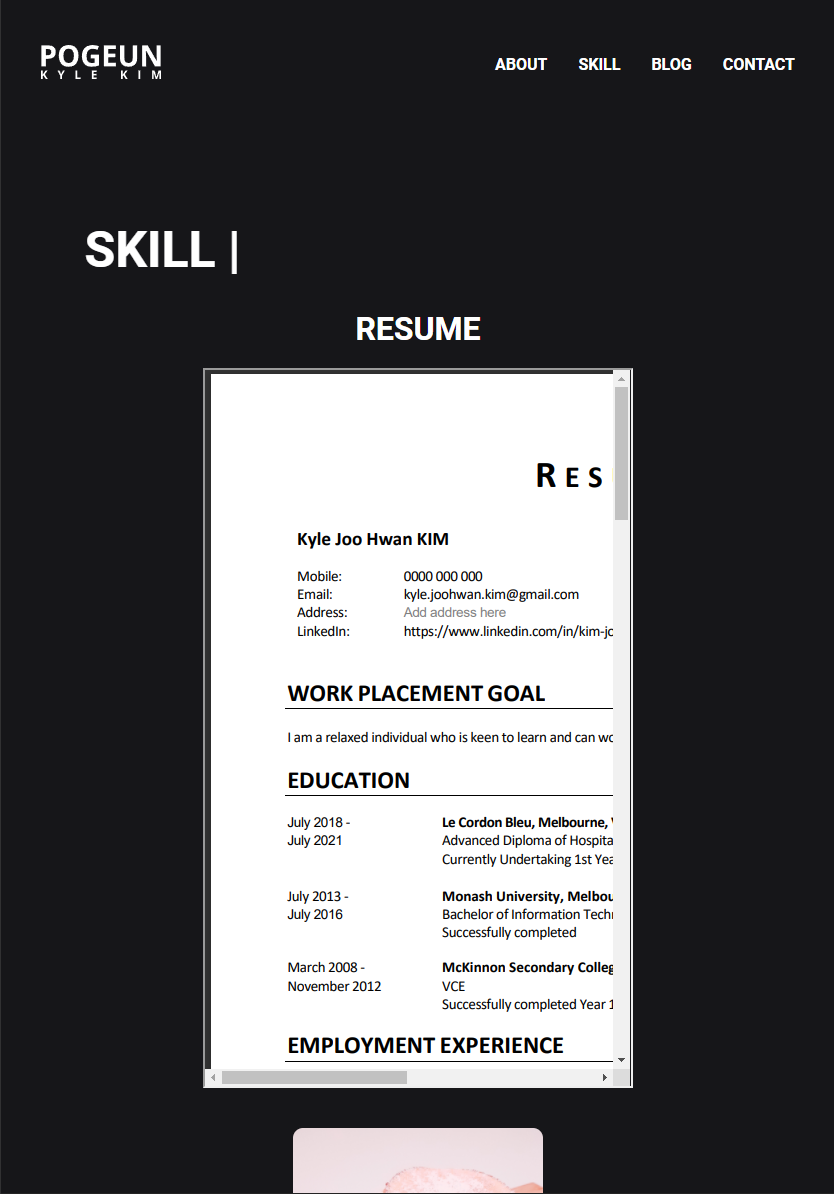 POGEUN
KYLE KIM
ABOUT SKILL BLOG CONTACT
SKILL |
RESUME
RES
Kyle Joo Hwan KIM
Mobile: 0000 000 000
Email: kyle.joohwan.kim@gmail.com
Address: Add address here
LinkedIn: https://www.linkedin.com/in/kim-jo
WORK PLACEMENT GOAL
I am a relaxed individual who is keen to learn and can wo
EDUCATION
July 2018 - Le Cordon Bleu, Melbourne,
July 2021 Advanced Diploma of Hospita
Currently Undertaking 1st Yea
July 2013 - Monash University, Melbou
July 2016 Bachelor of Information Techn
Successfully completed
March 2008 - McKinnon Secondary Colleg
November 2012 VCE
Successfully completed Year 1
EMPLOYMENT EXPERIENCE